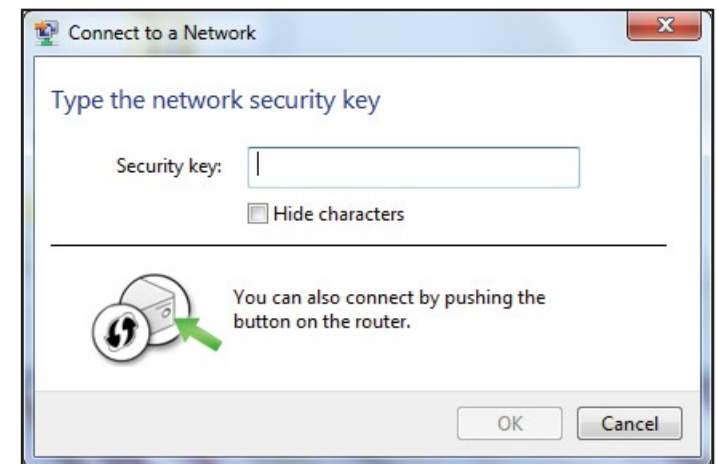 Connect to a Network
Type the network security key
Security key:
Hide characters
You can also connect by pushing the
button on the router.
OK
Cancel